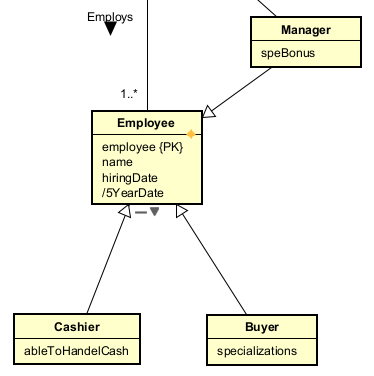 Employs
Manager
speBonus
1..*
Employee
employee {PK}
name
hiringDate
/5YearDate
Cashier
ableToHandelCash
Buyer
specializations